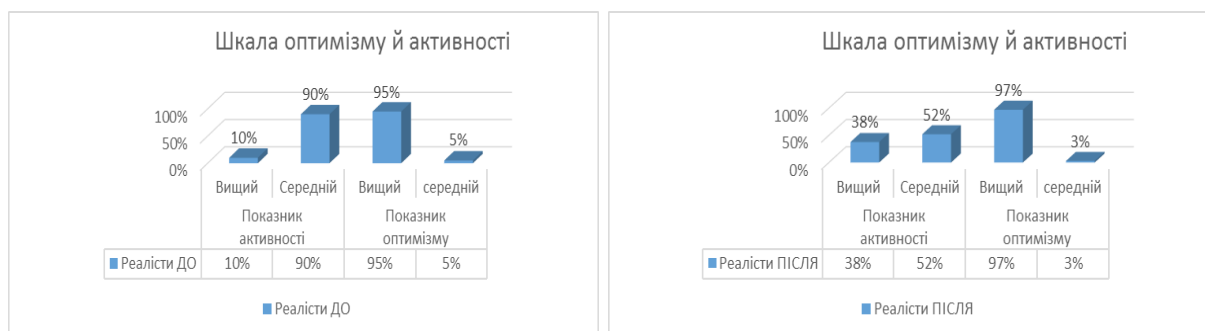 Шкала оптимізму й активності
90%
95%
10%
5%
100%
50%
0%
Вищий
Середній
Вищий
середній
Показник активності
Показник оптимізму
Реалісти ДО
10%
90%
95%
5%
Реалісти ДО
Шкала оптимізму й активності
97%
38%
52%
3%
100%
50%
0%
Вищий
Середній
Вищий
середній
Показник
активності
Показник
оптимізму
Реалісти ПІСЛЯ
38%
52%
97%
3%
Реалісти ПІСЛЯ